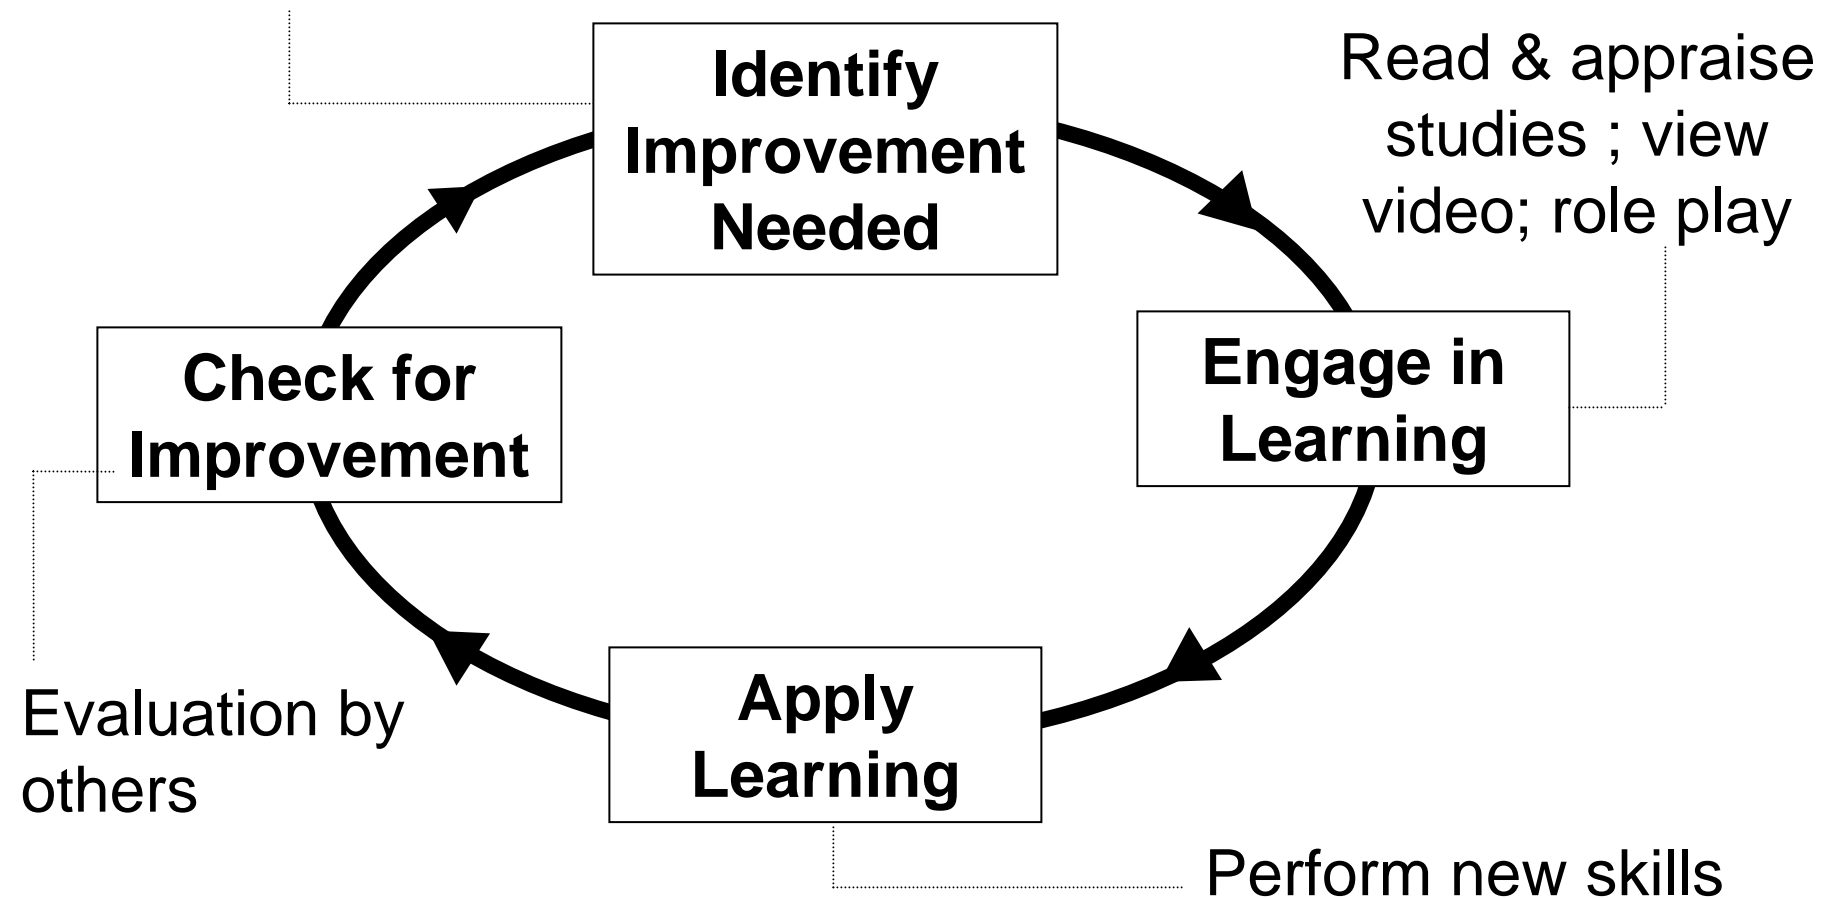 Identify
Improvement
Needed
Read & appraise
studies ; view
video; role play
Check for
Improvement
Engage in
Learning
Evaluation by
others
Apply
Learning
Perform new skills